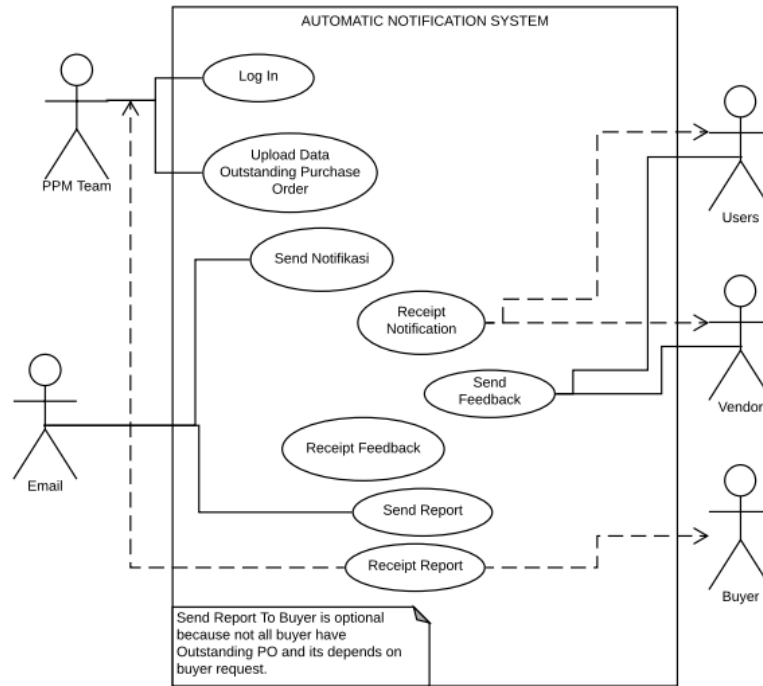 AUTOMATIC NOTIFICATION SYSTEM
Log In
PPM Team
Upload Data
Outstanding Purchase
Order
Users
Send Notifikasi
Receipt
Notification
Vendor
Send
Feedback
Email
Receipt Feedback
Send Report
Receipt Report
Buyer
Send Report To Buyer is optional
because not all buyer have
Outstanding PO and its depends on
buyer request.